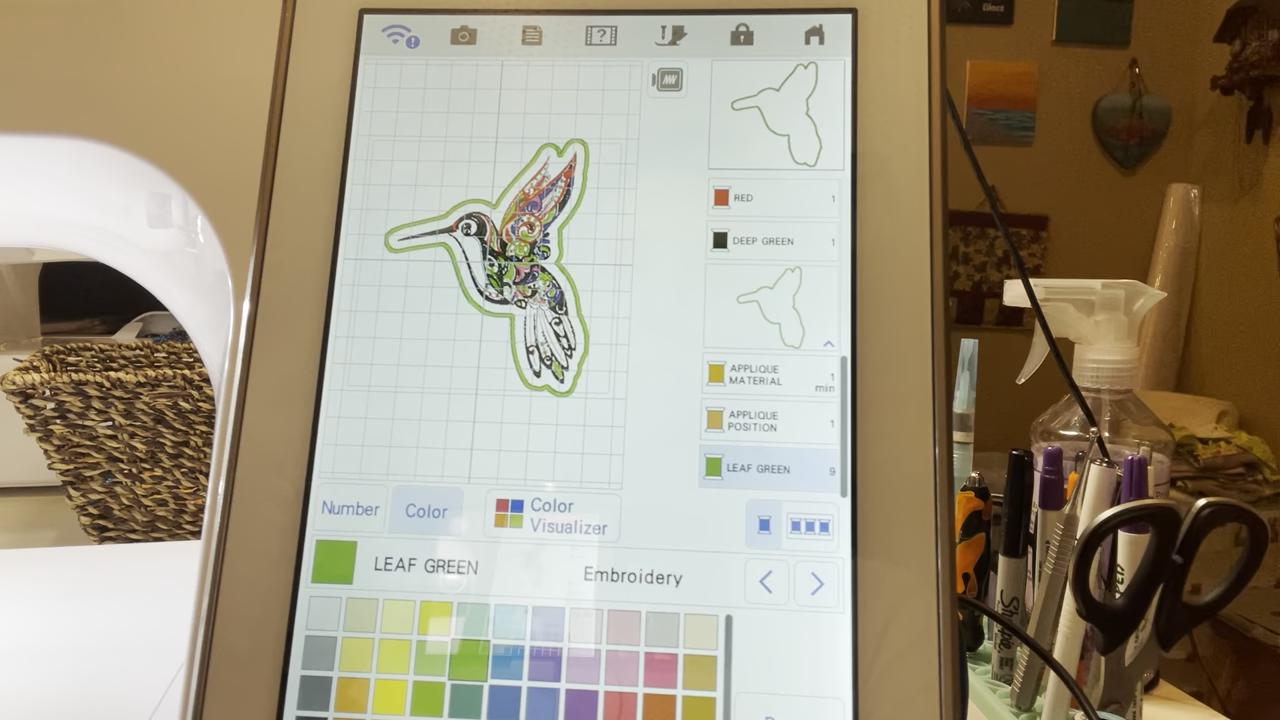 RED 1
DEEP GREEN 1
APPLIQUE
MATERIAL
1
min
APPLIQUE
POSITION
1
LEAF GREEN 9
Number
Color
Color
Visualizer
LEAF GREEN
Embroidery
Sharpie